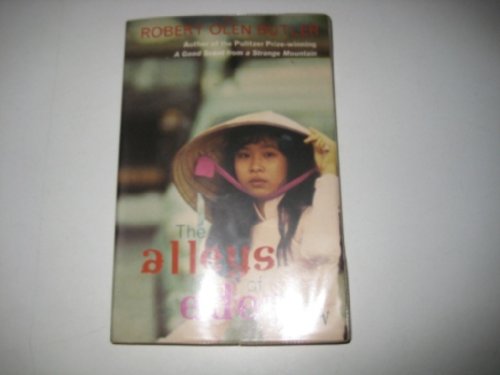 ROBERT OLEN BUTLER
Author of the Pulitzer Prize-winning
A Good Scent from a Strange Mountain
The
alleys
of
eden
V